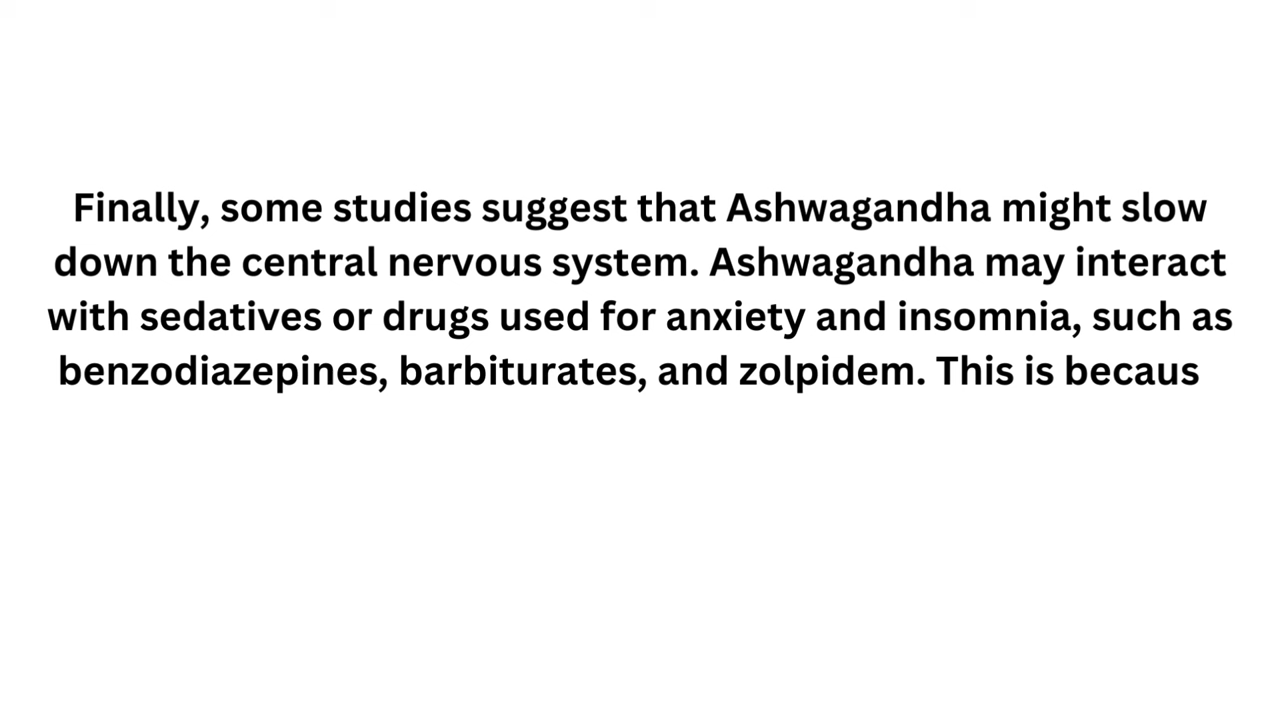 Finally, some studies suggest that Ashwagandha might slow
down the central nervous system. Ashwagandha may interact
with sedatives or drugs used for anxiety and insomnia, such as
benzodiazepines, barbiturates, and zolpidem. This is becaus